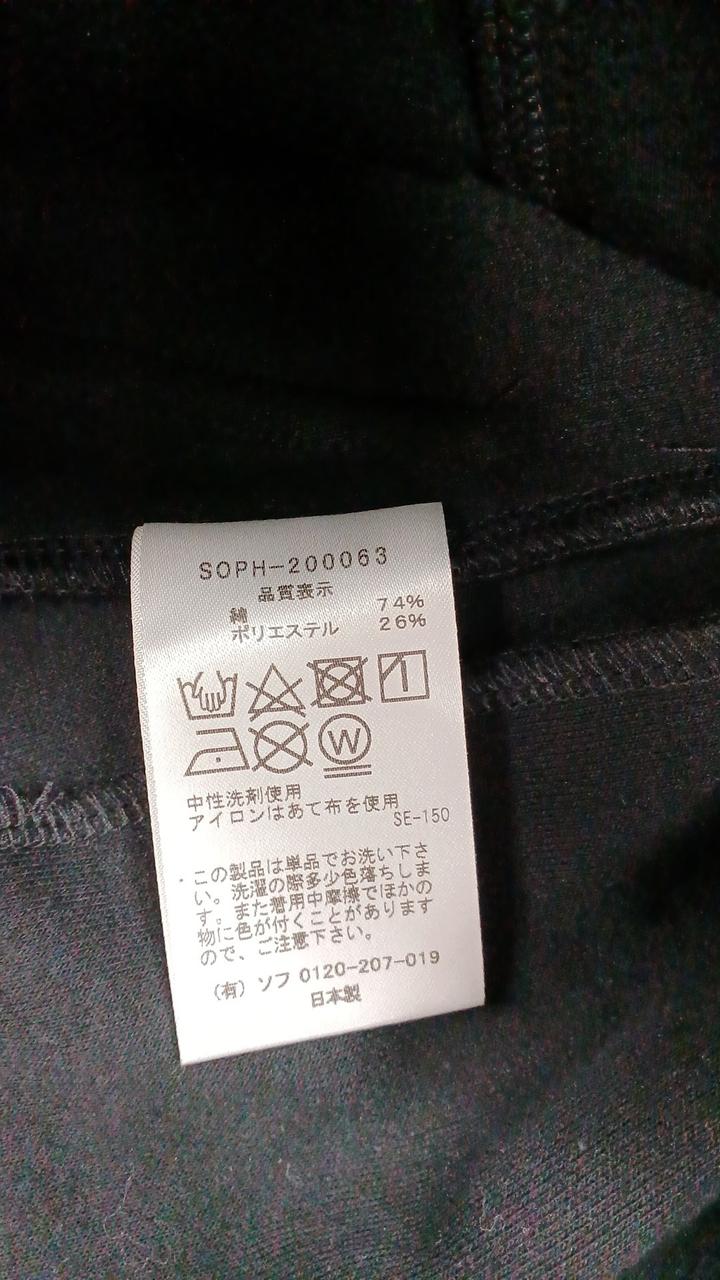 SOPH-200063
品質表示
綿 74%
ポリエステル 26%
W
中性洗剤使用
アイロンはあて布を使用
SE-150
・この製品は単品でお洗い下さ
い。洗濯の際多少色落ちしま
す。また着用中摩擦でほかの
物に色が付くことがあります
ので、ご注意下さい。
(有) ソフ 0120-207-019
日本製